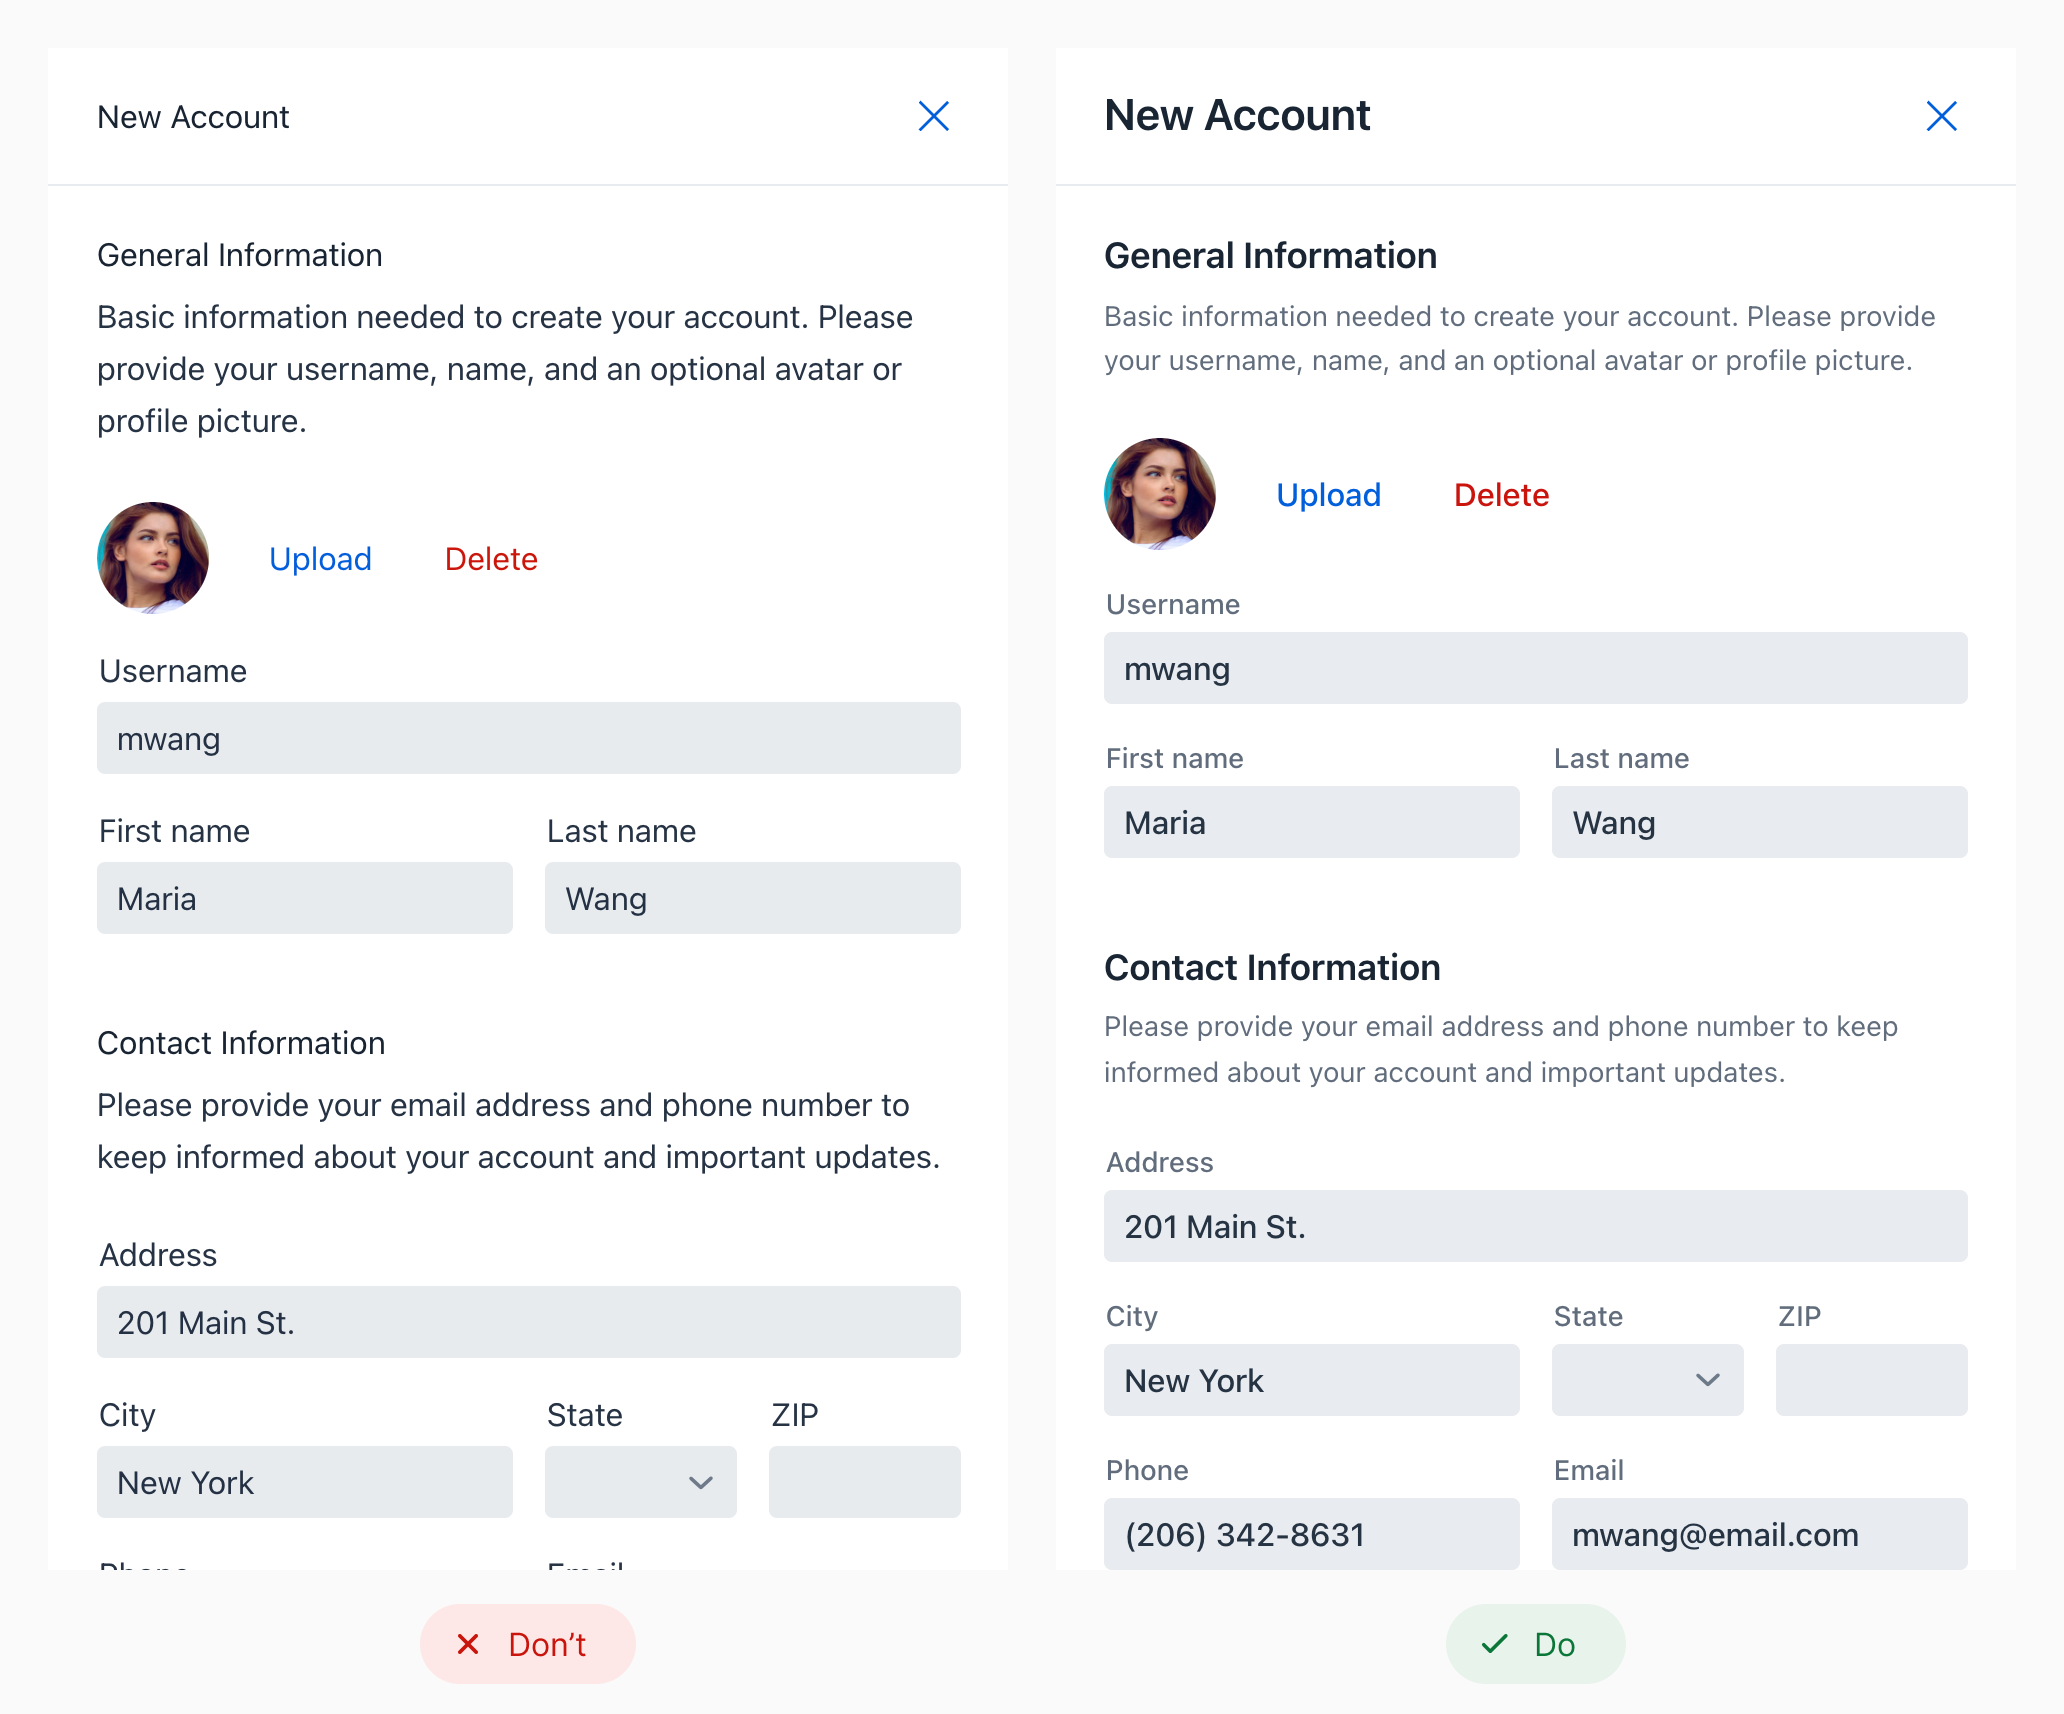 New Account
General Information
Basic information needed to create your account. Please
provide your username, name, and an optional avatar or
profile picture.
Upload Delete
Username
mwang
First name Last name
Maria Wang
Contact Information
Please provide your email address and phone number to
keep informed about your account and important updates.
Address
201 Main St.
City State ZIP
New York
Phone Email
Don’t
New Account
General Information
Basic information needed to create your account. Please provide
your username, name, and an optional avatar or profile picture.
Upload Delete
Username
mwang
First name Last name
Maria Wang
Contact Information
Please provide your email address and phone number to keep
informed about your account and important updates.
Address
201 Main St.
City State ZIP
New York
Phone Email
(206) 342-8631 mwang@email.com
Do